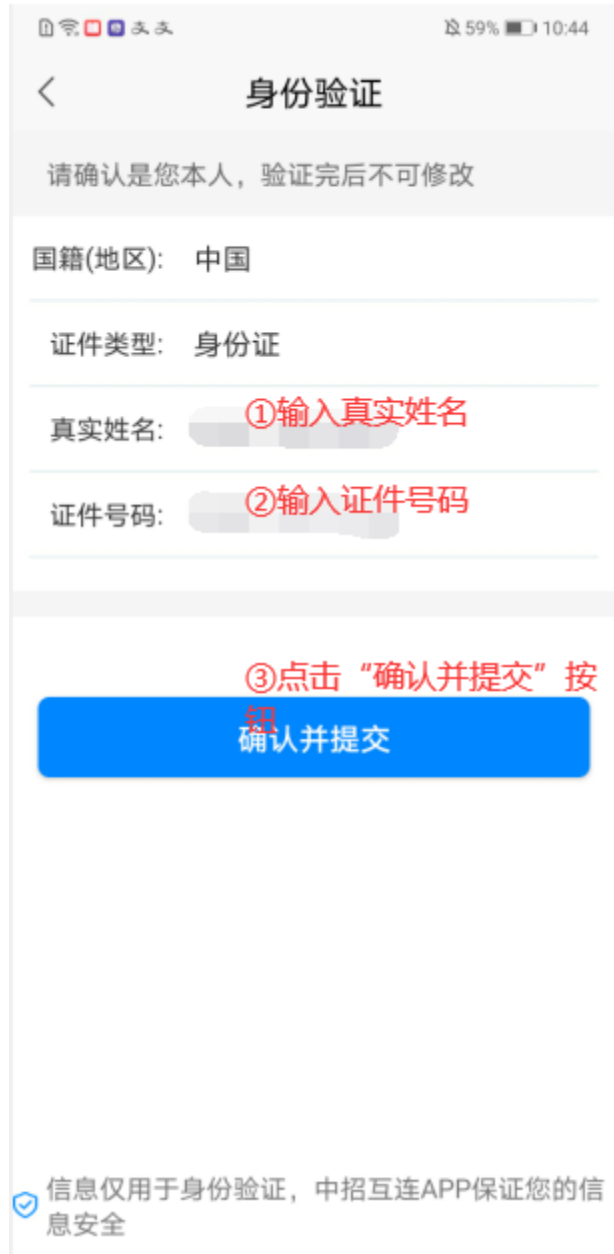 59% 10:44
身份验证
请确认是您本人，验证完后不可修改
国籍(地区): 中国
证件类型: 身份证
真实姓名: ①输入真实姓名
证件号码: ②输入证件号码
③点击“确认并提交”按
钮
确认并提交
信息仅用于身份验证，中招互连APP保证您的信
息安全